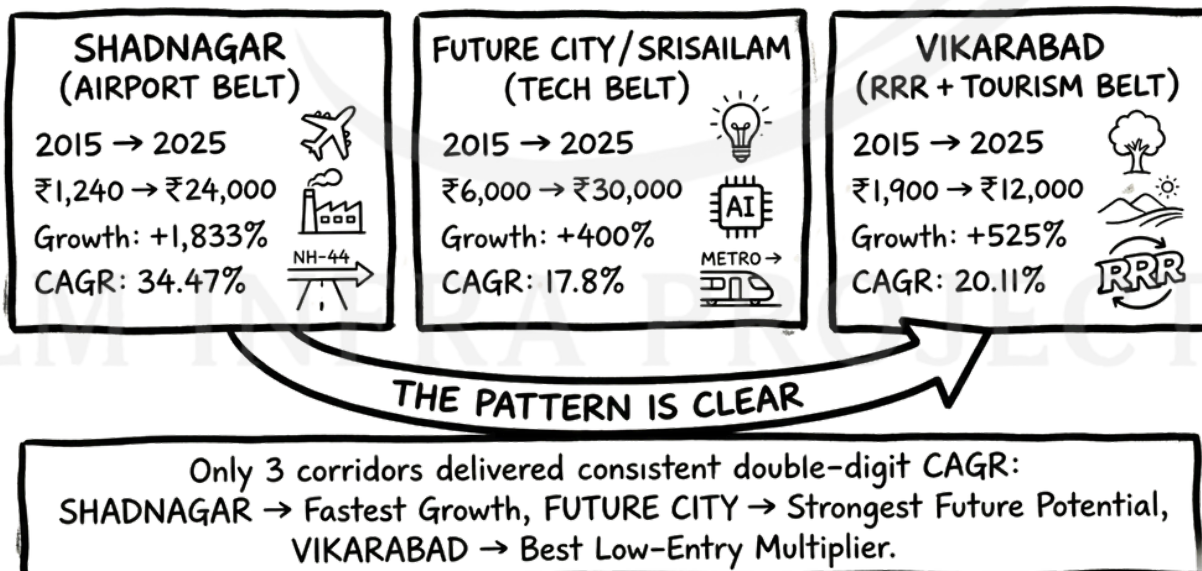 SHADNAGAR
(AIRPORT BELT)
2015 → 2025
₹1,240 → ₹24,000
Growth: +1,833%
CAGR: 34.47%
NH-44
FUTURE CITY/SRISAILAM
(TECH BELT)
2015 → 2025
₹6,000 → ₹30,000
Growth: +400%
CAGR: 17.8%
AI
METRO →
VIKARABAD
(RRR + TOURISM BELT)
2015 → 2025
₹1,900 → ₹12,000
Growth: +525%
CAGR: 20.11%
RRR
THE PATTERN IS CLEAR
Only 3 corridors delivered consistent double-digit CAGR:
SHADNAGAR → Fastest Growth, FUTURE CITY → Strongest Future Potential,
VIKARABAD → Best Low-Entry Multiplier.
LM INFRA PROJECT